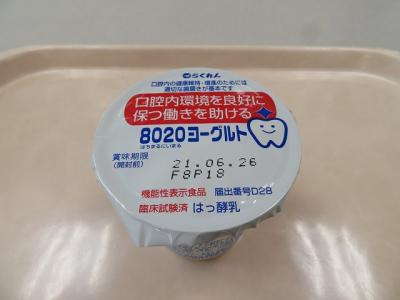 らくれん
口腔内の健康維持・増進のためには
適切な歯磨きが基本です
口腔内環境を良好に
保つ働きを助ける
8020ヨーグルト
はちまるにいまる
賞味期限
(開封前)
21.06.26
F8P18
機能性表示食品 届出番号D28
臨床試験済 はっ酵乳